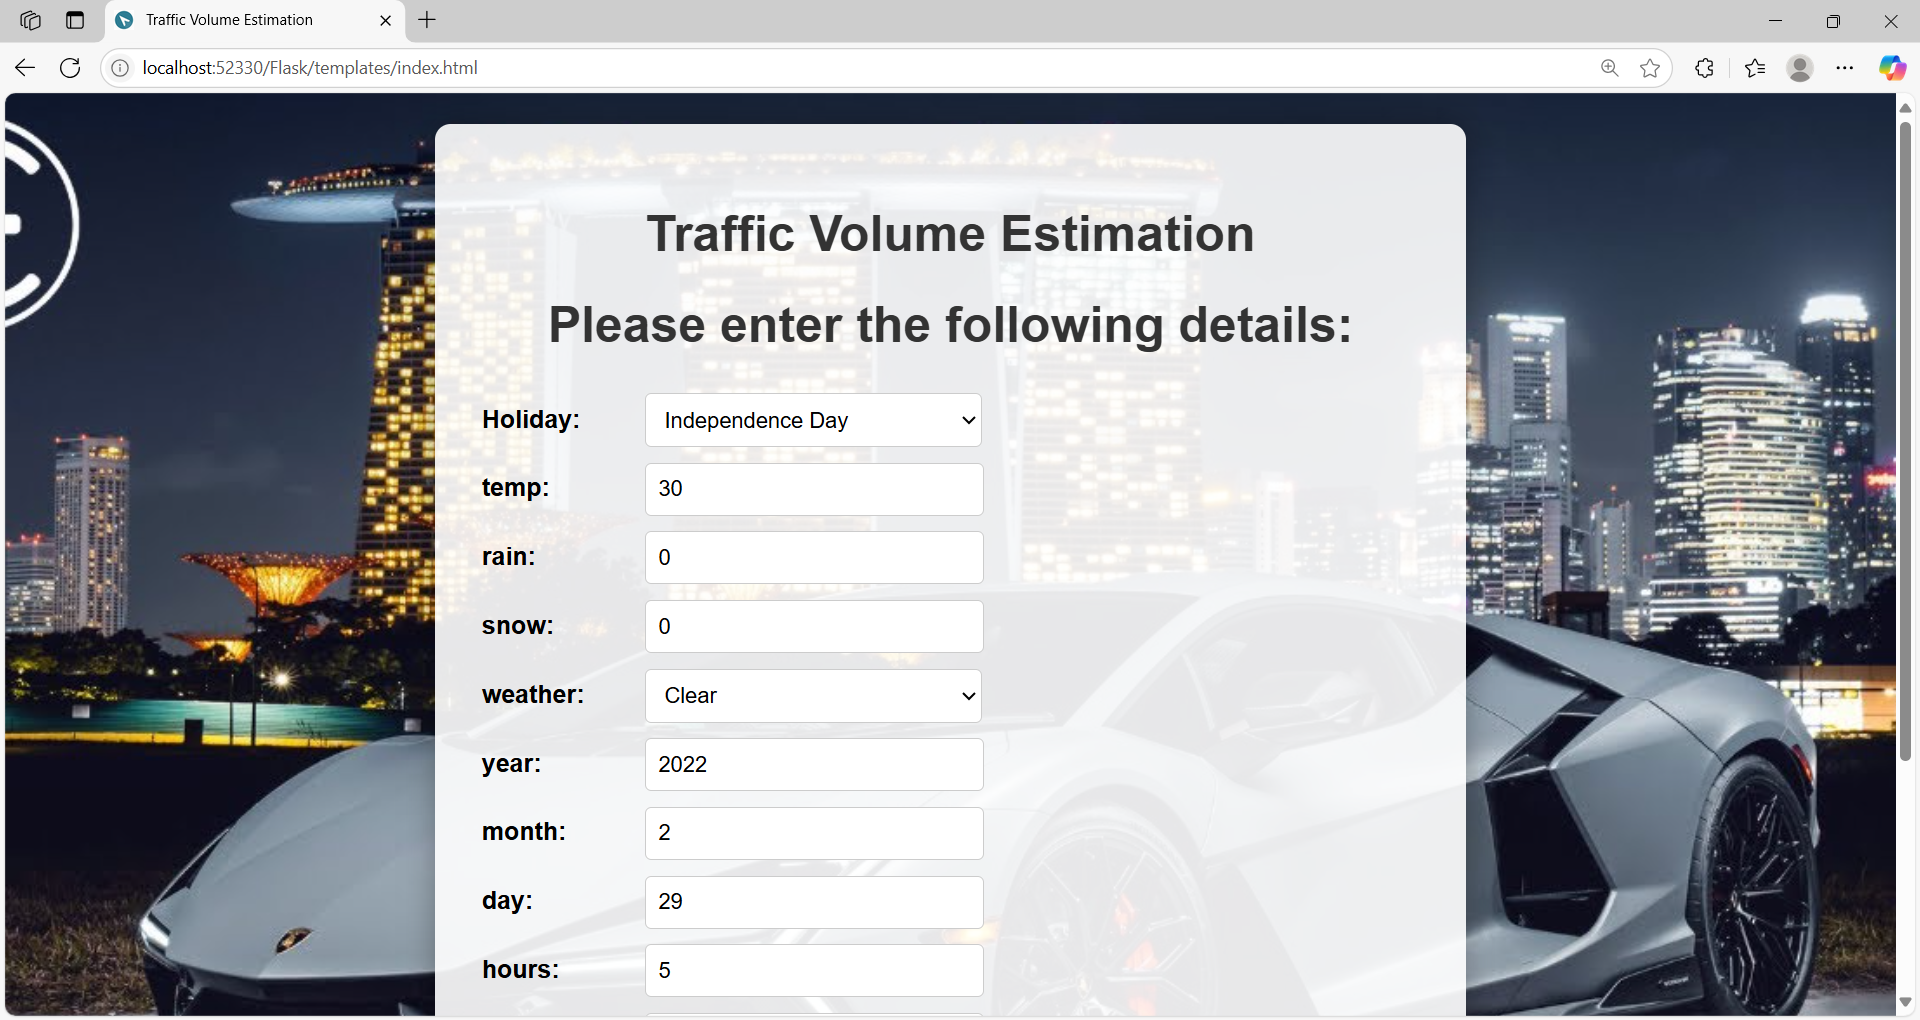 Traffic Volume Estimation
localhost:52330/Flask/templates/index.html
Traffic Volume Estimation
Please enter the following details:
Holiday: Independence Day
temp: 30
rain: 0
snow: 0
weather: Clear
year: 2022
month: 2
day: 29
hours: 5